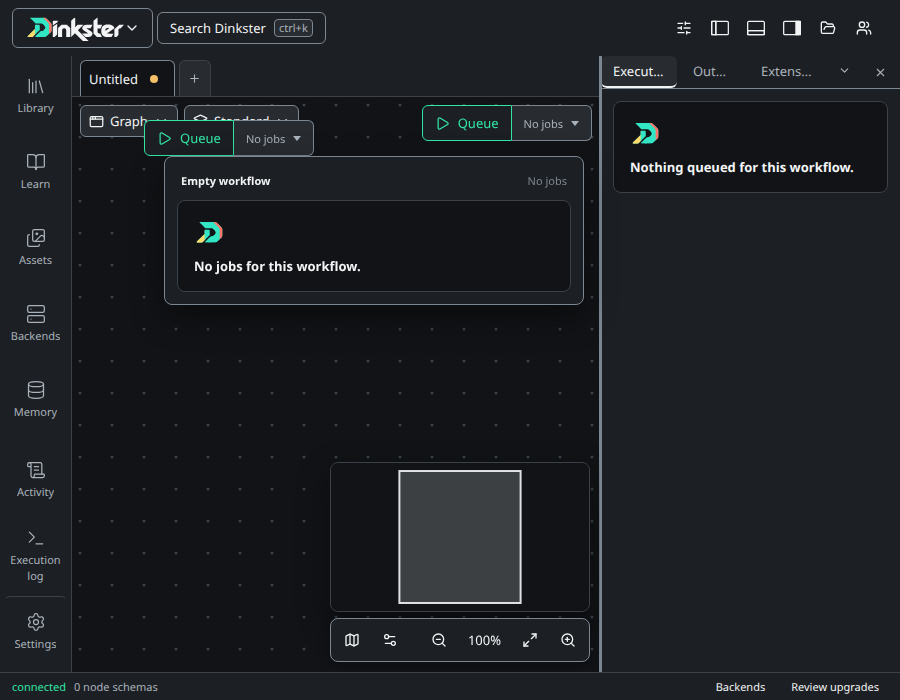 Dinkster
Search Dinkster ctrl+k
Library
Learn
Assets
Backends
Memory
Activity
Execution
log
Settings
Untitled
+
Graph
Standard
Queue No jobs
Queue No jobs
Empty workflow No jobs
No jobs for this workflow.
100%
Execut... Out... Extens...
Nothing queued for this workflow.
connected 0 node schemas
Backends Review upgrades